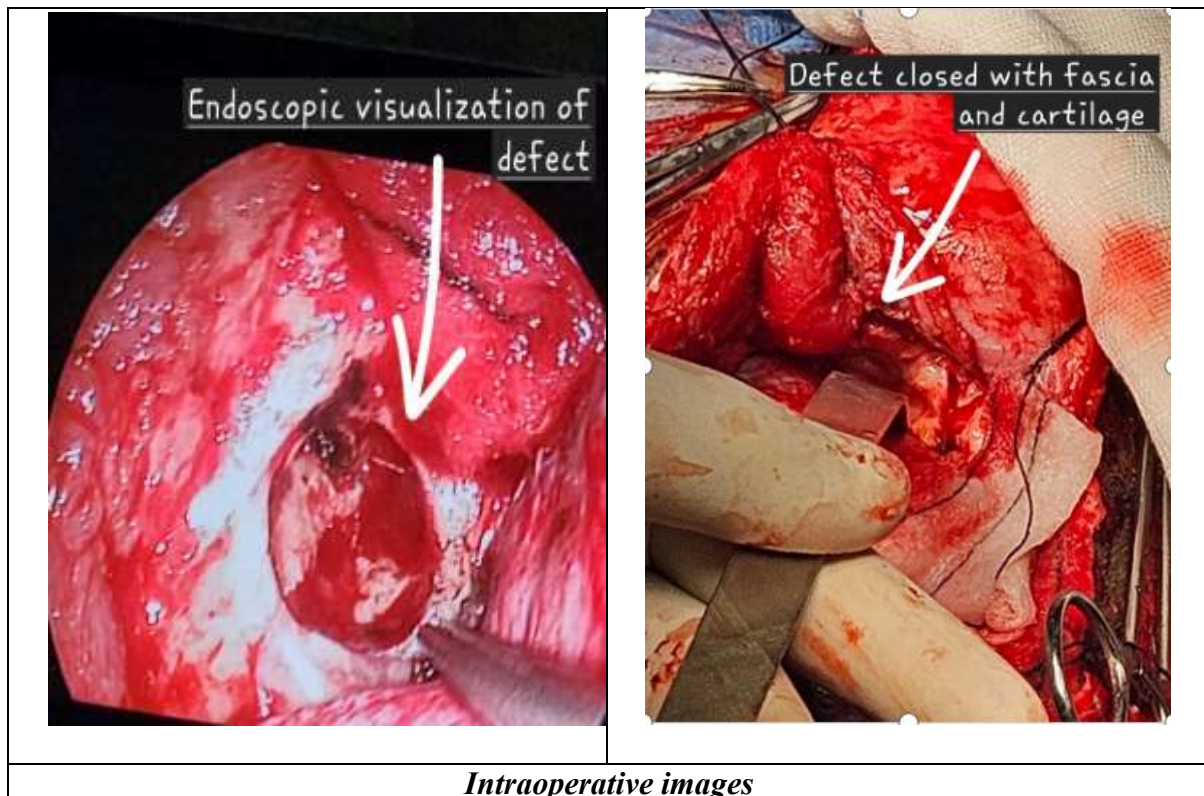 Endoscopic visualization of
defect
Defect closed with fascia
and cartilage
Intraoperative images